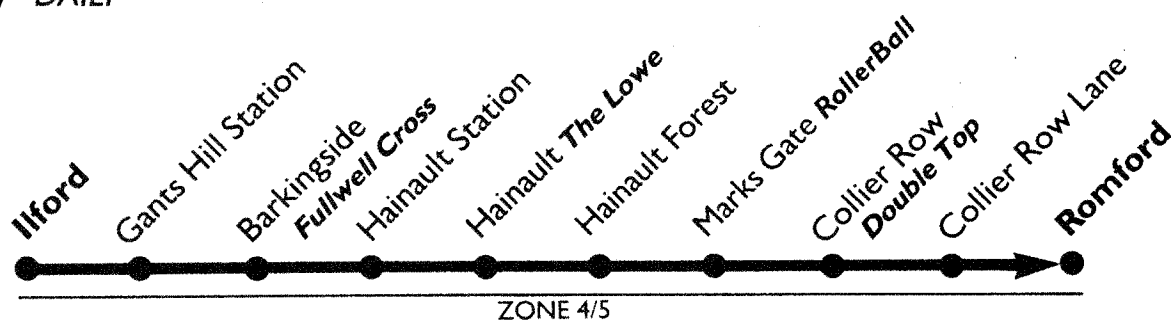 DAILY
Ilford
Gants Hill Station
Barkingside
Fullwell Cross
Hainault Station
Hainault The Lowe
Hainault Forest
Marks Gate RollerBall
Collier Row
Double Top
Collier Row Lane
Romford
ZONE 4/5